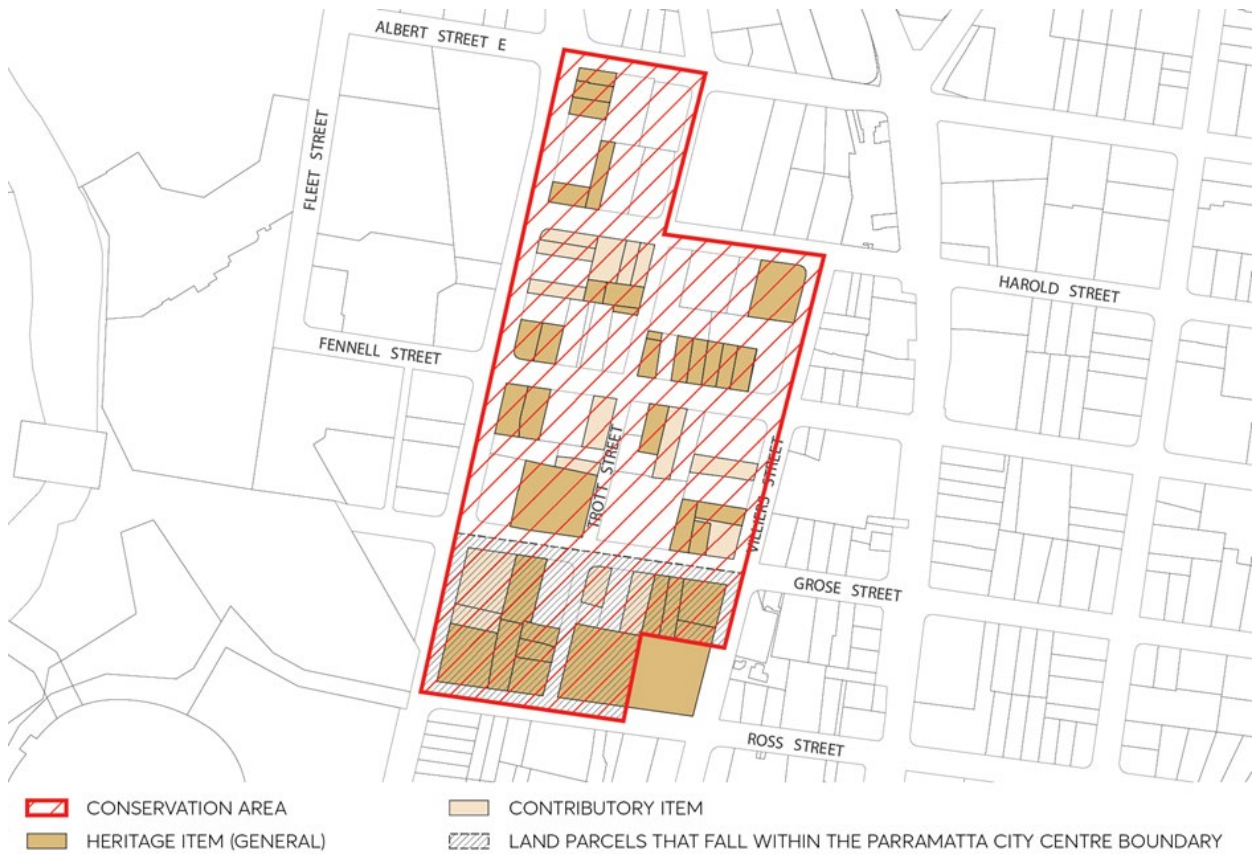 ALBERT STREET E
FLEET STREET
HAROLD STREET
FENNELL STREET
TROTT STREET
VILLIERS STREET
GROSE STREET
ROSS STREET
CONSERVATION AREA
CONTRIBUTORY ITEM
HERITAGE ITEM (GENERAL)
LAND PARCELS THAT FALL WITHIN THE PARRAMATTA CITY CENTRE BOUNDARY